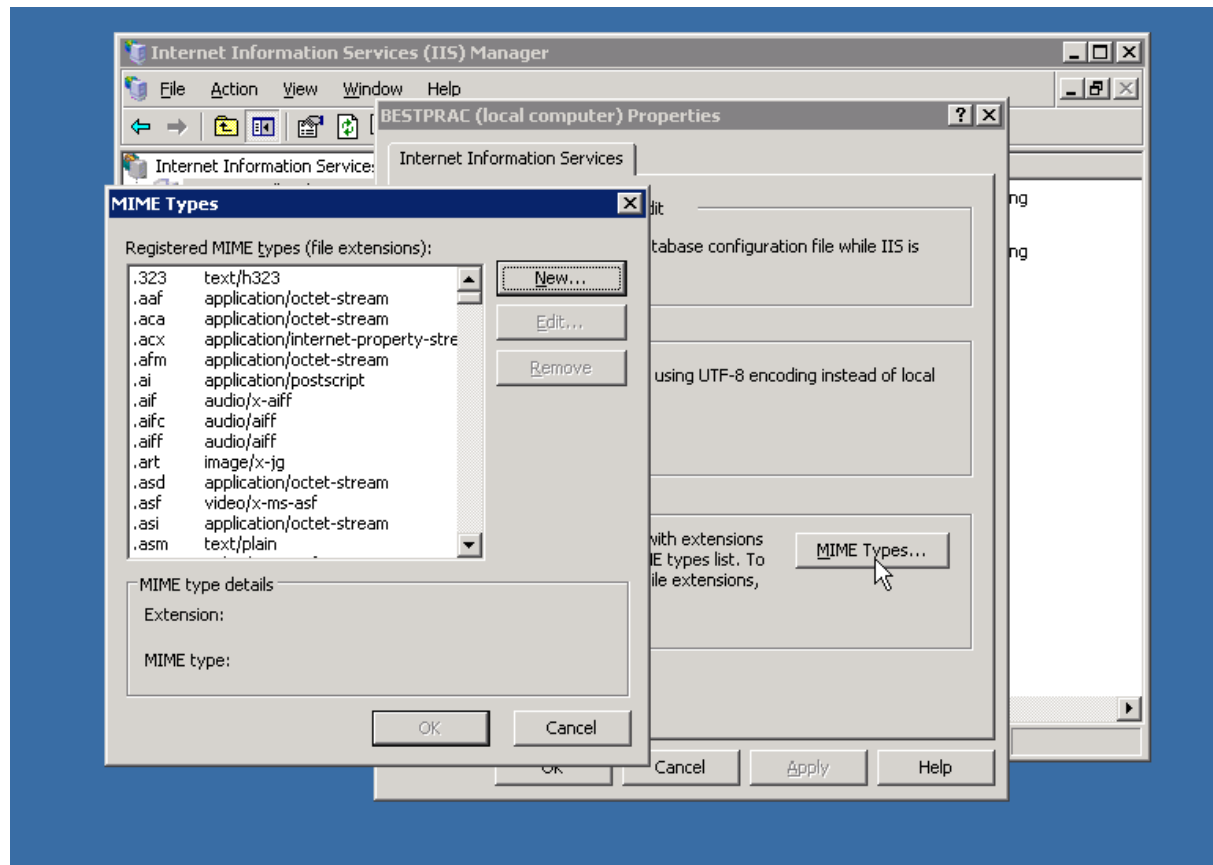 Internet Information Services (IIS) Manager
File Action View Window Help
BESTPRAC (local computer) Properties
Internet Information Services
Internet Information Services
MIME Types
Registered MIME types (file extensions):
.323 text/h323
.aaf application/octet-stream
.aca application/octet-stream
.acx application/internet-property-stre
.afm application/octet-stream
.ai application/postscript
.aif audio/x-aiff
.aifc audio/aiff
.aiff audio/aiff
.art image/x-jg
.asd application/octet-stream
.asf video/x-ms-asf
.asi application/octet-stream
.asm text/plain
New...
Edit...
Remove
MIME type details
Extension:
MIME type:
OK Cancel
dit
tabase configuration file while IIS is
using UTF-8 encoding instead of local
with extensions
E types list. To
ile extensions,
MIME Types...
OK Cancel Apply Help
ng
ng